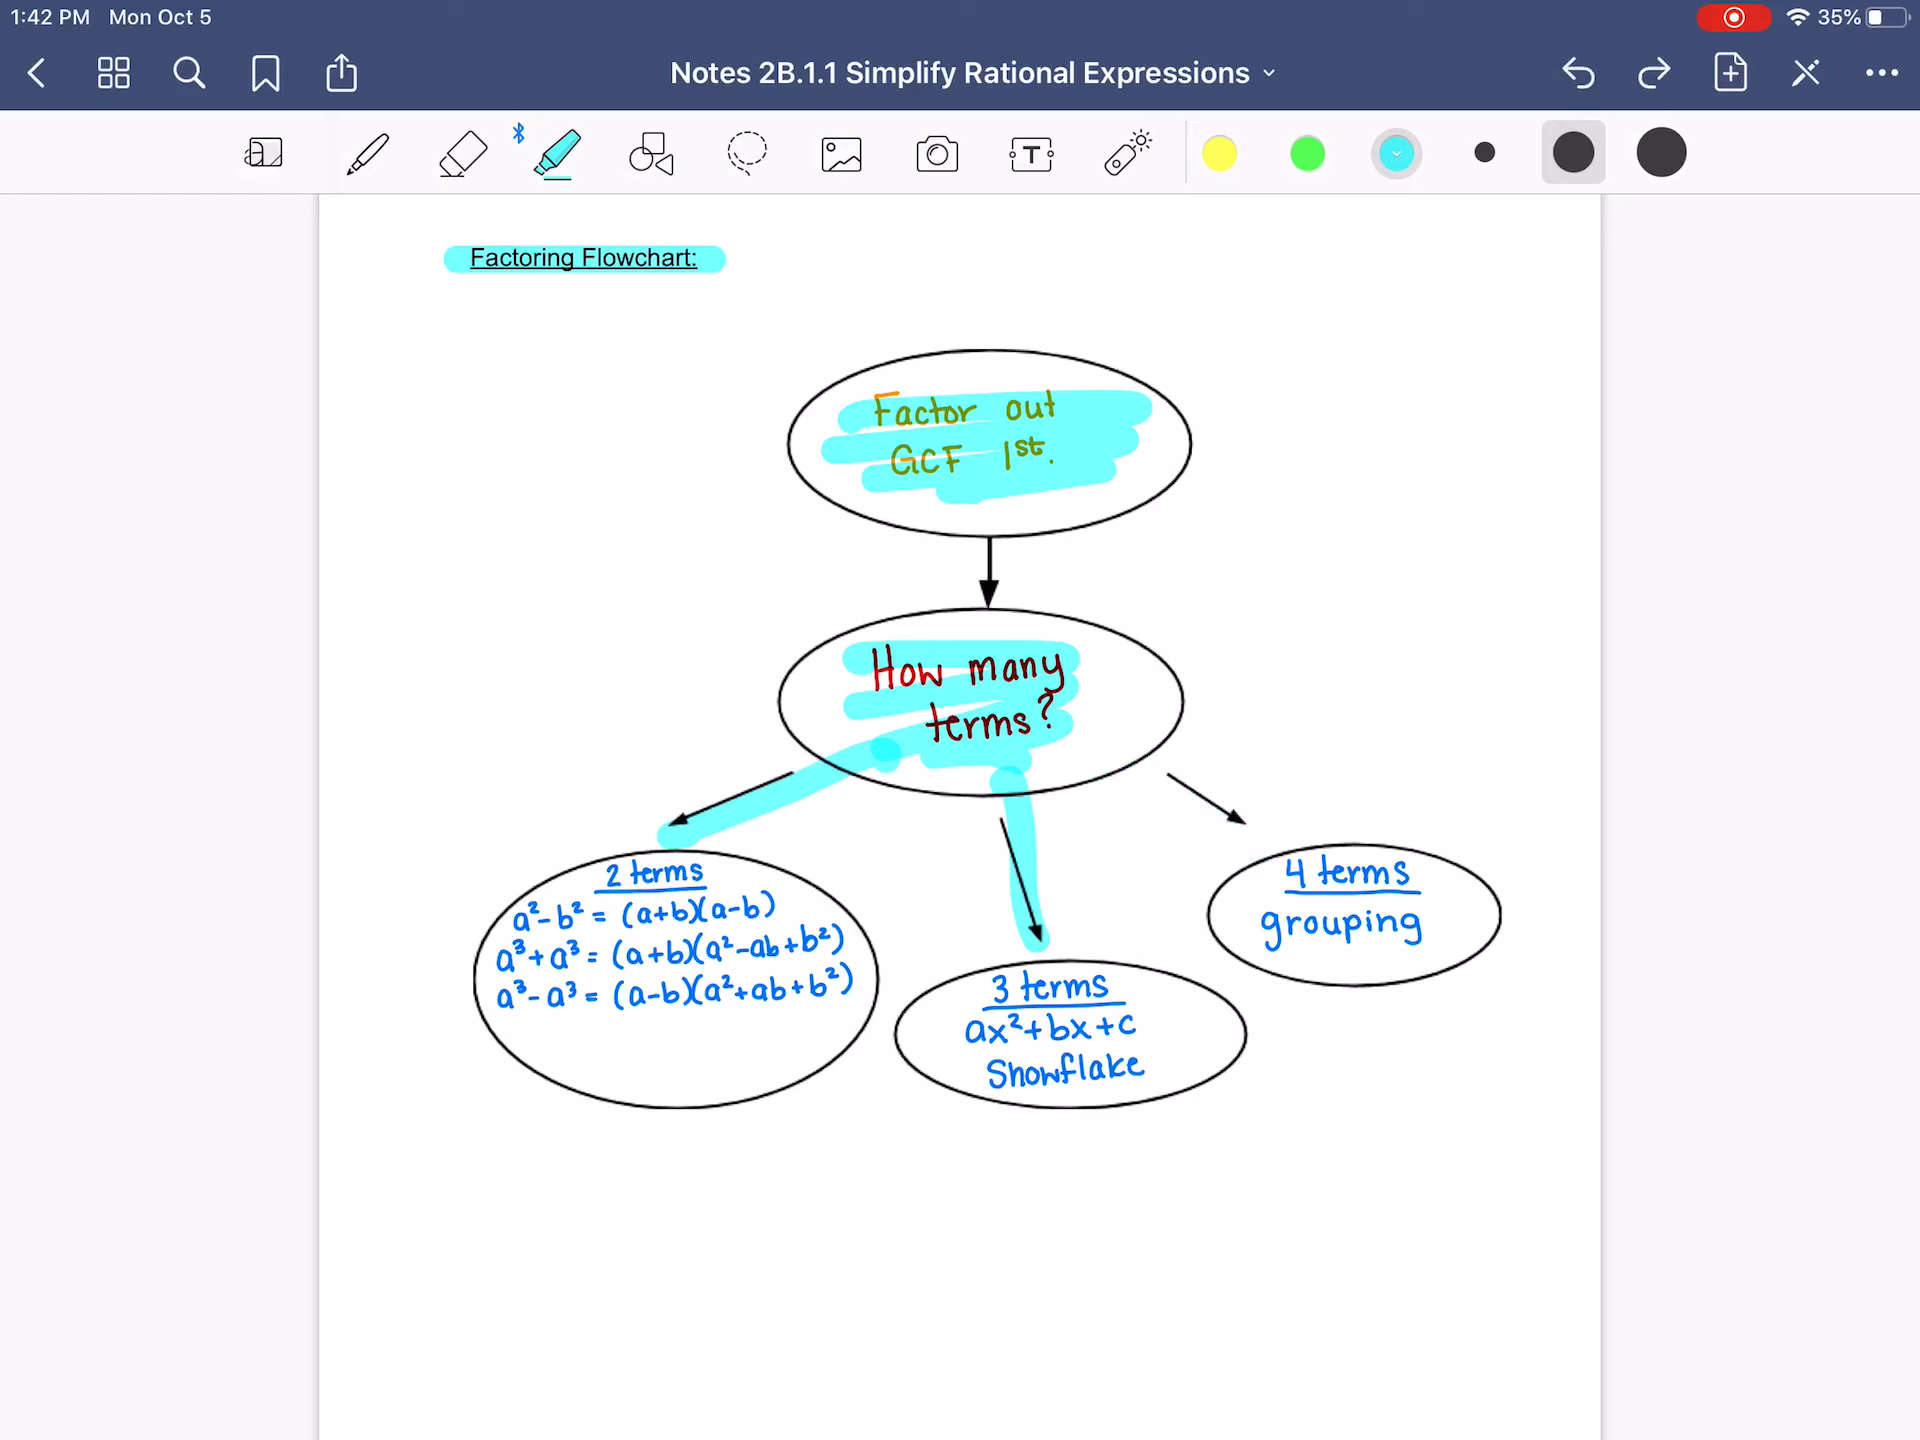 1:42 PM Mon Oct 5
35%
Notes 2B.1.1 Simplify Rational Expressions
Factoring Flowchart:
Factor out
GCF 1st.
How many
terms?
2 terms
a²-b² = (a+b)(a-b)
a³+a³ = (a+b)(a²-ab+b²)
a³-a³ = (a-b)(a²+ab+b²)
3 terms
ax²+bx+c
Snowflake
4 terms
grouping